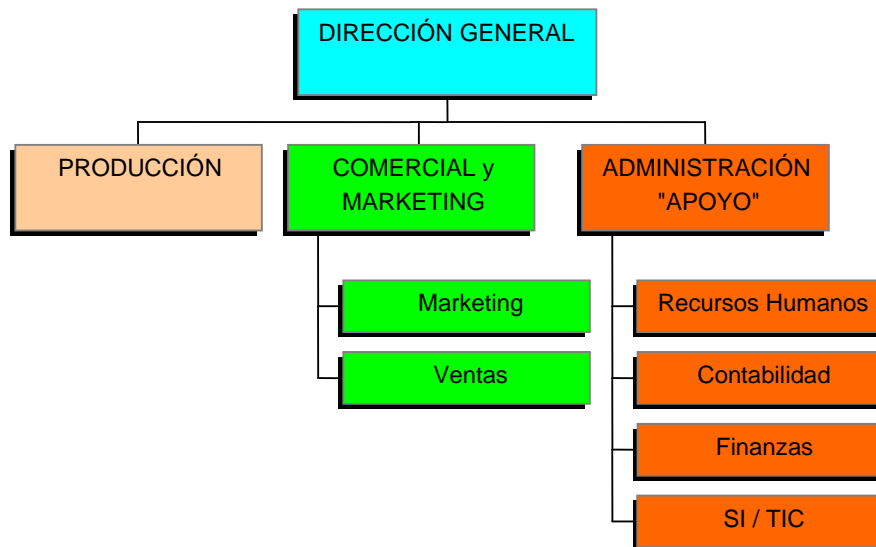 DIRECCIÓN GENERAL
PRODUCCIÓN
COMERCIAL y
MARKETING
ADMINISTRACIÓN
"APOYO"
Marketing
Ventas
Recursos Humanos
Contabilidad
Finanzas
SI / TIC